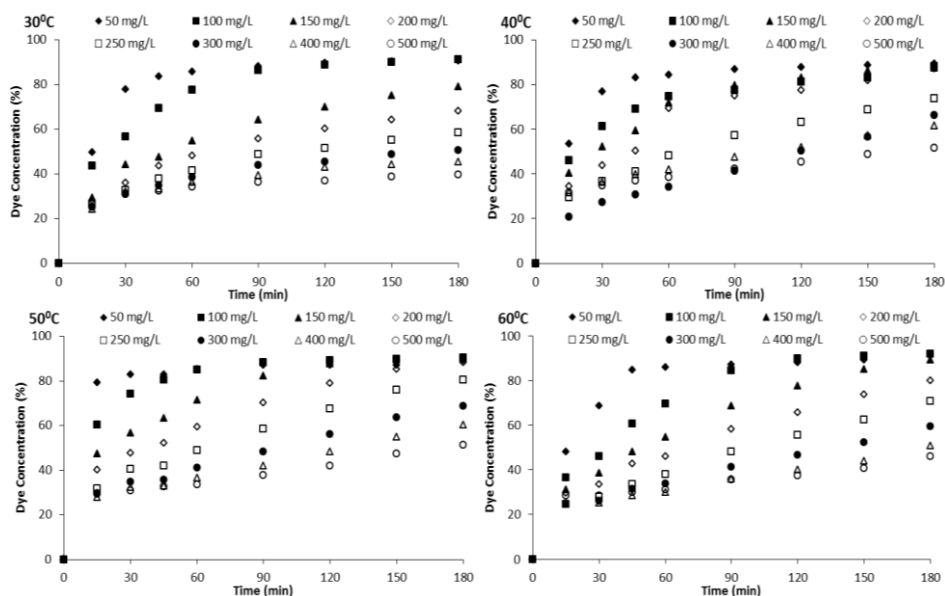 30⁰C
50 mg/L 100 mg/L 150 mg/L 200 mg/L
250 mg/L 300 mg/L 400 mg/L 500 mg/L
100
80
60
40
20
0
Dye Concentration (%)
0 30 60 90 120 150 180
Time (min)
40⁰C
50 mg/L 100 mg/L 150 mg/L 200 mg/L
250 mg/L 300 mg/L 400 mg/L 500 mg/L
100
80
60
40
20
0
Dye Concentration (%)
0 30 60 90 120 150 180
Time (min)
50⁰C
50 mg/L 100 mg/L 150 mg/L 200 mg/L
250 mg/L 300 mg/L 400 mg/L 500 mg/L
100
80
60
40
20
0
Dye Concentration (%)
0 30 60 90 120 150 180
Time (min)
60⁰C
50 mg/L 100 mg/L 150 mg/L 200 mg/L
250 mg/L 300 mg/L 400 mg/L 500 mg/L
100
80
60
40
20
0
Dye Concentration (%)
0 30 60 90 120 150 180
Time (min)